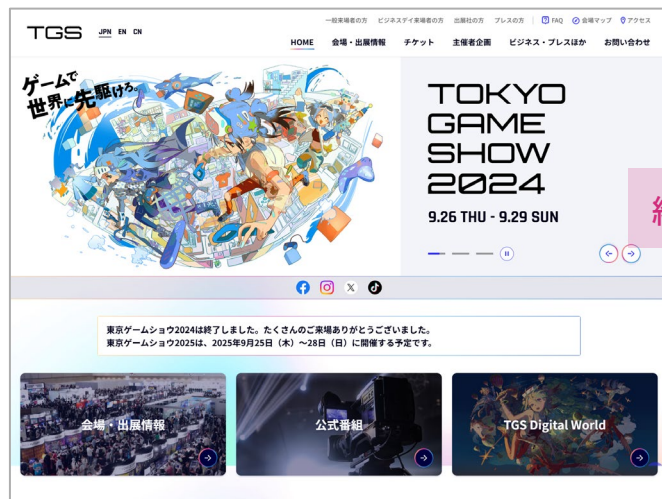 TGS
JPN EN CN
一般来場者の方 ビジネスデイ来場者の方 出展社の方 プレスの方 FAQ 会場マップ アクセス
HOME 会場・出展情報 チケット 主催者企画 ビジネス・プレスほか お問い合わせ
ゲームで
世界に先駆けろ。
TOKYO
GAME
SHOW
2024
9.26 THU - 9.29 SUN
東京ゲームショウ2024は終了しました。たくさんのご来場ありがとうございました。
東京ゲームショウ2025は、2025年9月25日（木）〜28日（日）に開催する予定です。
会場・出展情報
公式番組
TGS Digital World